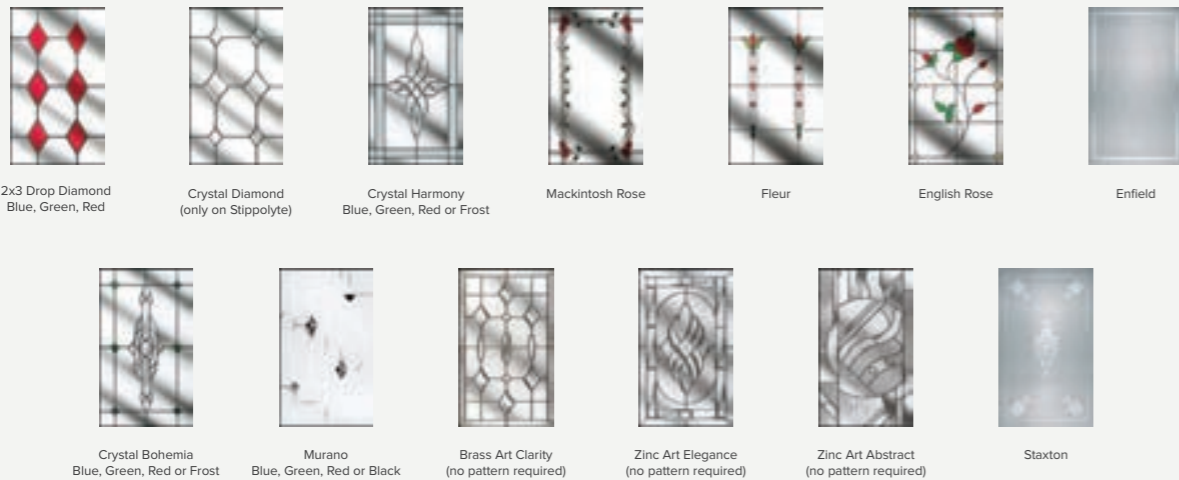 2x3 Drop Diamond
Blue, Green, Red
Crystal Diamond
(only on Stippolyte)
Crystal Harmony
Blue, Green, Red or Frost
Mackintosh Rose
Fleur
English Rose
Enfield
Crystal Bohemia
Blue, Green, Red or Frost
Murano
Blue, Green, Red or Black
Brass Art Clarity
(no pattern required)
Zinc Art Elegance
(no pattern required)
Zinc Art Abstract
(no pattern required)
Staxton